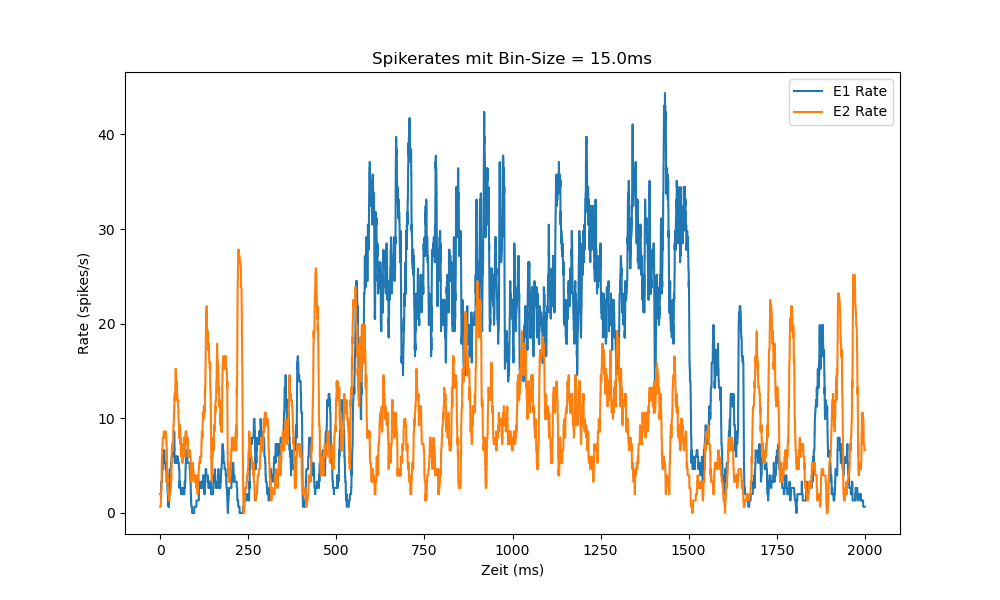 Spikerates mit Bin-Size = 15.0ms
E1 Rate
E2 Rate
40
30
20
10
0
Rate (spikes/s)
0 250 500 750 1000 1250 1500 1750 2000
Zeit (ms)